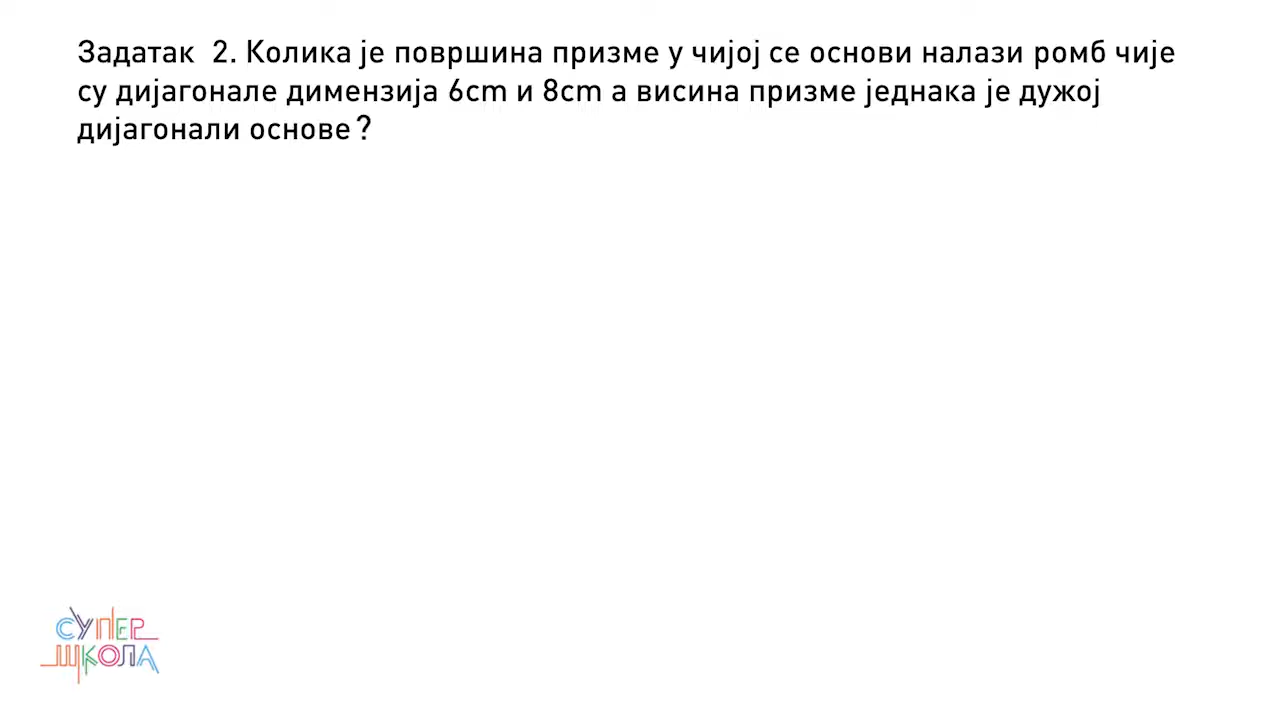 Задатак 2. Колика је површина призме у чијој се основи налази ромб чије
су дијагонале димензија 6cm и 8cm а висина призме једнака је дужој
дијагонали основе?
СУПЕР
ШКОЛА